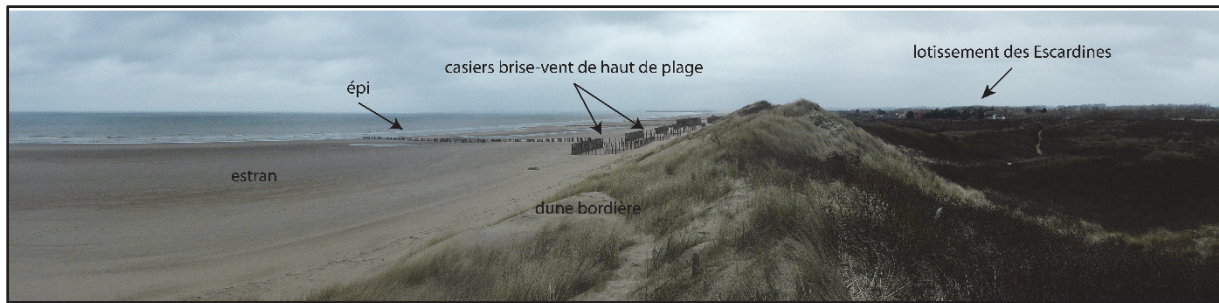 lotissement des Escardines
casiers brise-vent de haut de plage
épi
estran
dune bordière